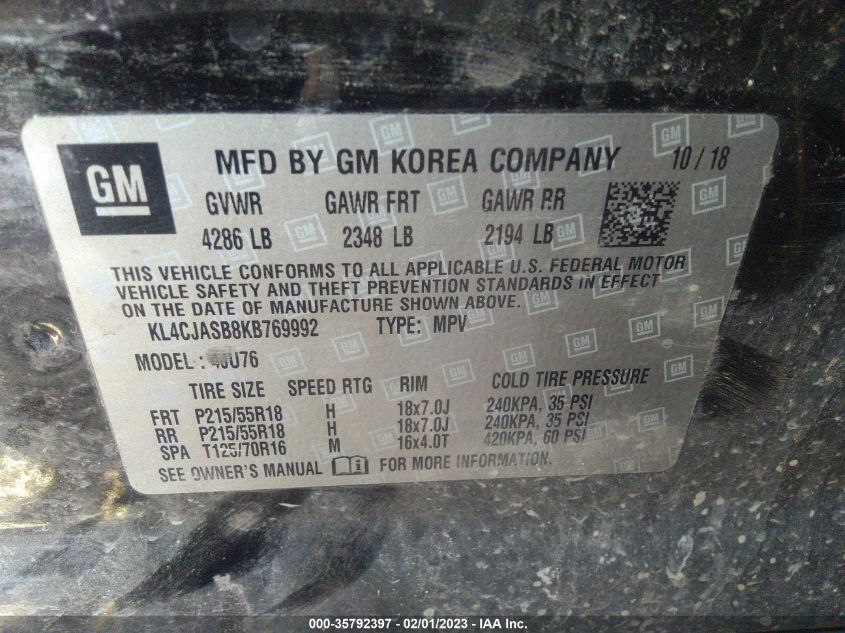 GM MFD BY GM KOREA COMPANY 10 / 18
GVWR GAWR FRT GAWR RR
4286 LB 2348 LB 2194 LB
THIS VEHICLE CONFORMS TO ALL APPLICABLE U.S. FEDERAL MOTOR
VEHICLE SAFETY AND THEFT PREVENTION STANDARDS IN EFFECT
ON THE DATE OF MANUFACTURE SHOWN ABOVE.
KL4CJASB8KB769992 TYPE: MPV
MODEL : 4JU76
TIRE SIZE SPEED RTG RIM COLD TIRE PRESSURE
FRT P215/55R18 H 18x7.0J 240KPA, 35 PSI
RR P215/55R18 H 18x7.0J 240KPA, 35 PSI
SPA T125/70R16 M 16x4.0T 420KPA, 60 PSI
SEE OWNER'S MANUAL FOR MORE INFORMATION.
000-35792397 - 02/01/2023 - © IAA Inc.